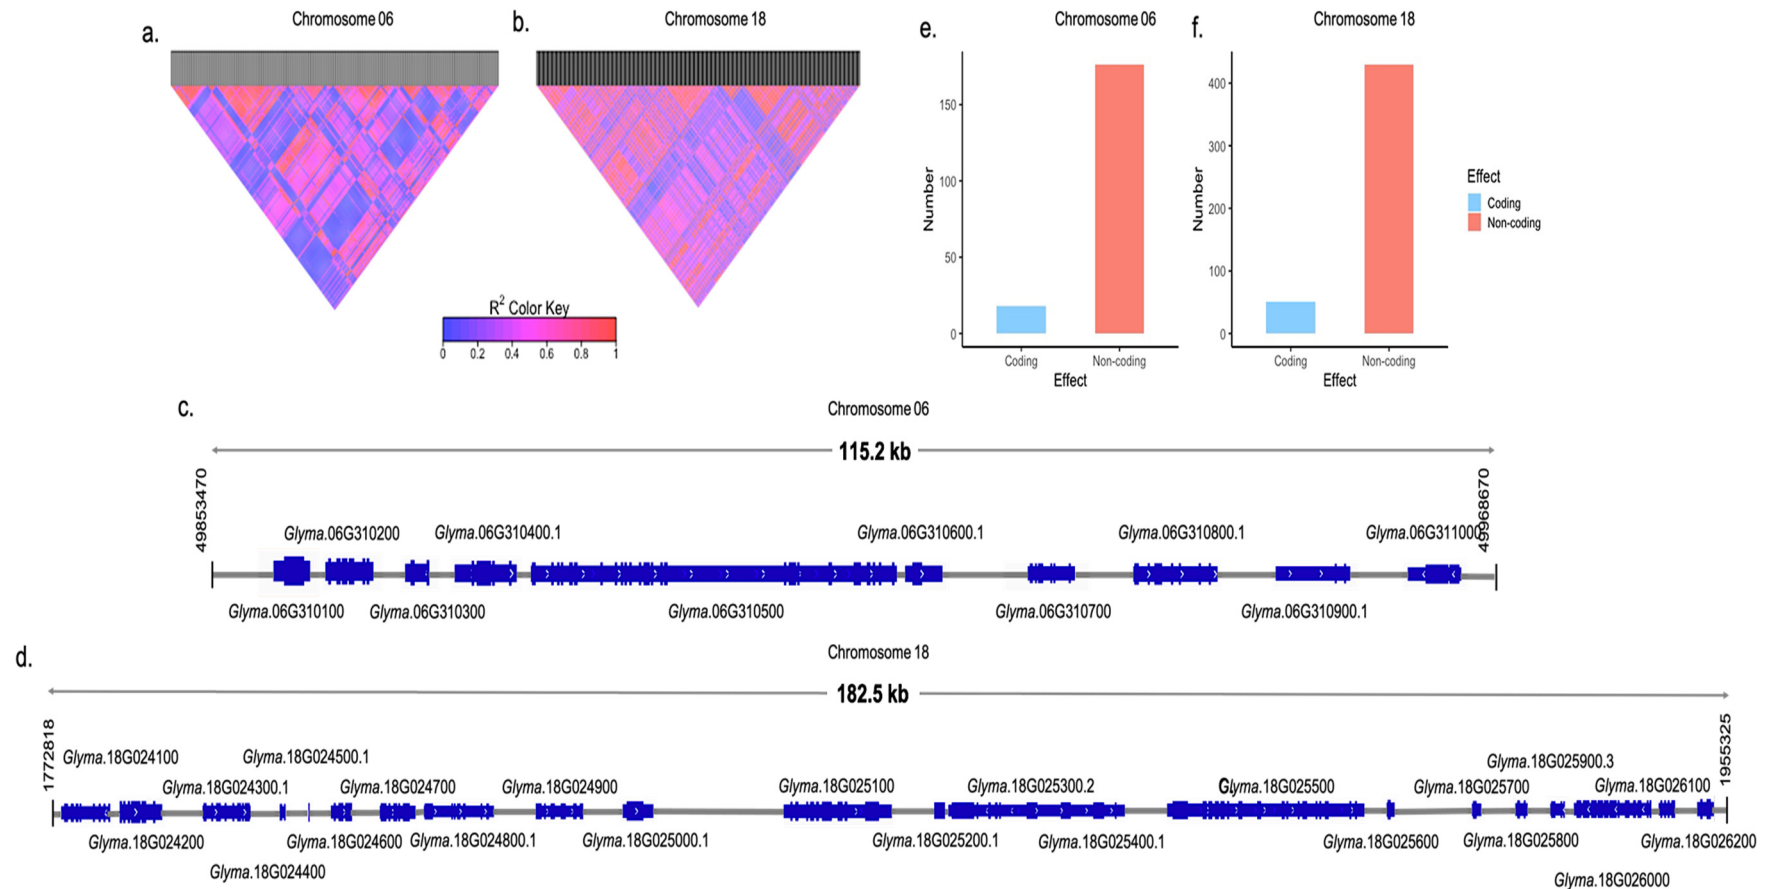 a.
Chromosome 06
b.
Chromosome 18
R2 Color Key
0 0.2 0.4 0.6 0.8 1
e.
Chromosome 06
Number
150
100
50
0
Coding Non-coding
Effect
f.
Chromosome 18
Number
400
300
200
100
0
Coding Non-coding
Effect
Effect
Coding
Non-coding
c.
Chromosome 06
115.2 kb
49853470
49968670
Glyma.06G310200 Glyma.06G310400.1 Glyma.06G310600.1 Glyma.06G310800.1 Glyma.06G311000
Glyma.06G310100 Glyma.06G310300 Glyma.06G310500 Glyma.06G310700 Glyma.06G310900.1
d.
Chromosome 18
182.5 kb
1772818
1955325
Glyma.18G024100 Glyma.18G024500.1 Glyma.18G025900.3
Glyma.18G024300.1 Glyma.18G024700 Glyma.18G024900 Glyma.18G025100 Glyma.18G025300.2 Glyma.18G025500 Glyma.18G025700 Glyma.18G026100
Glyma.18G024200 Glyma.18G024600 Glyma.18G024800.1 Glyma.18G025000.1 Glyma.18G025200.1 Glyma.18G025400.1 Glyma.18G025600 Glyma.18G025800 Glyma.18G026200
Glyma.18G024400 Glyma.18G026000